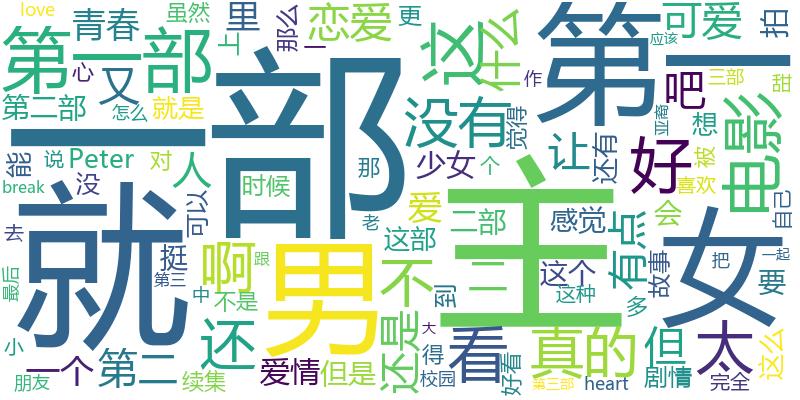 love 虽然 里 恋爱 更 什么 第一 可爱 应该 拍
青春 上 那么 一 这
第一部 又 心 一部 作 吧 三部 甜
第二部 怎么 就是 没有 觉得 亚裔 想 电影
能 说 Peter 对 人 时候 那 少女 个 让 还有 好 被 喜欢
break 没 可以 爱 二部 感觉 会 自己
去 就 挺 啊 男 老 这部 主 有点 故事 女 把 一起
最后 第三 跟 不 到 这个 这种 多 要
中 不是 还是 大 看 真的 但 太 这么
小 一个 第二 还 爱情 但是 得 好看 剧情 完全
朋友 续集 校园 第三部 heart